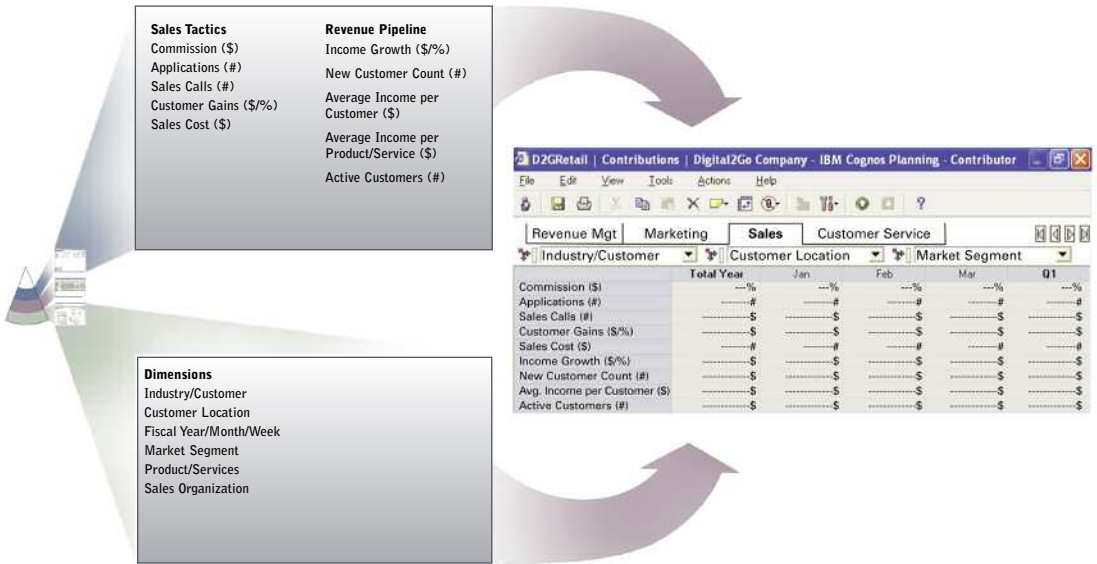 Sales Tactics
Commission ($)
Applications (#)
Sales Calls (#)
Customer Gains ($/%)
Sales Cost ($)
Revenue Pipeline
Income Growth ($/%)
New Customer Count (#)
Average Income per
Customer ($)
Average Income per
Product/Service ($)
Active Customers (#)
Dimensions
Industry/Customer
Customer Location
Fiscal Year/Month/Week
Market Segment
Product/Services
Sales Organization
D2GRetail | Contributions | Digital2Go Company - IBM Cognos Planning - Contributor
File Edit View Tools Actions Help
Revenue Mgt Marketing Sales Customer Service
Industry/Customer Customer Location Market Segment
Total Year Jan Feb Mar Q1
Commission ($) ---% ---% ---% ---% ---%
Applications (#) --------# --------# --------# --------# --------#
Sales Calls (#) ------------$ ------------$ ------------$ ------------$ ------------$
Customer Gains ($/%) ------------$ ------------$ ------------$ ------------$ ------------$
Sales Cost ($) --------# --------# --------# --------# --------#
Income Growth ($/%) ------------$ ------------$ ------------$ ------------$ ------------$
New Customer Count (#) ------------$ ------------$ ------------$ ------------$ ------------$
Avg. Income per Customer ($) ------------$ ------------$ ------------$ ------------$ ------------$
Active Customers (#) ------------$ ------------$ ------------$ ------------$ ------------$